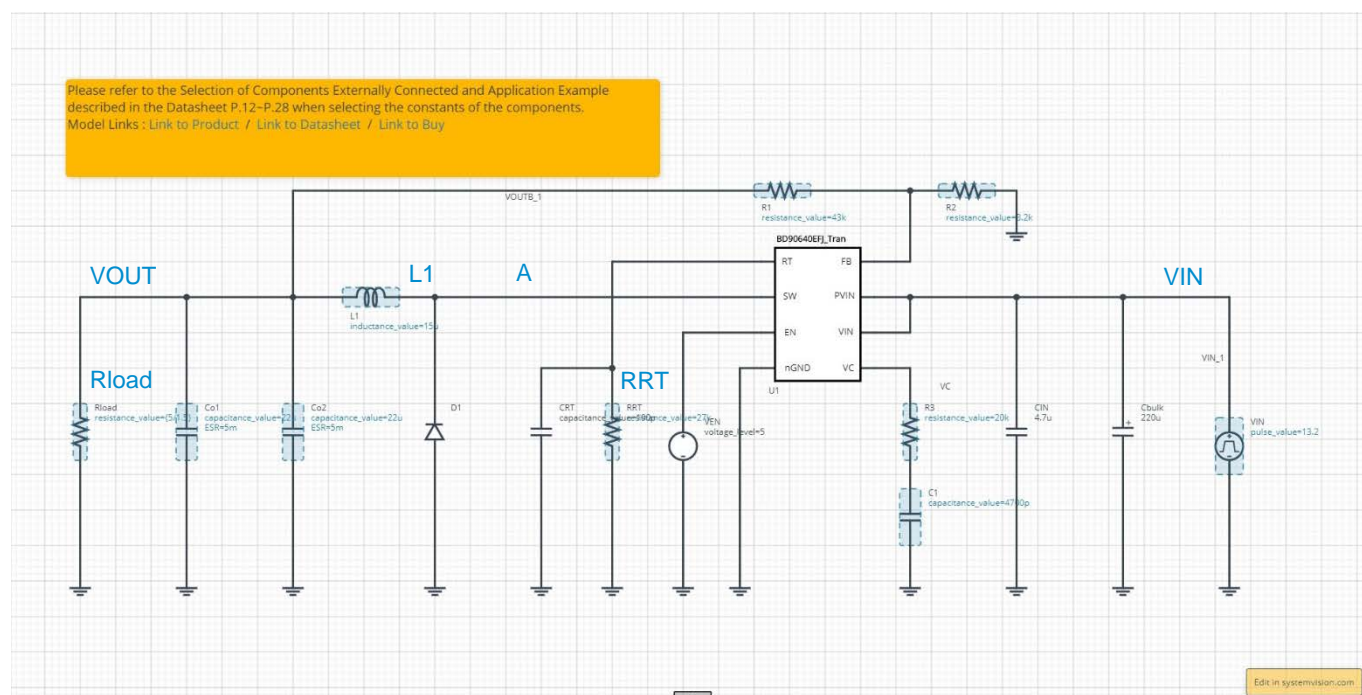 Please refer to the Selection of Components Externally Connected and Application Example
described in the Datasheet P.12~P.28 when selecting the constants of the components.
Model Links : Link to Product / Link to Datasheet / Link to Buy
VOUTB_1
R1
resistance_value=43k
R2
BD90640EFJ_Tran
RT
FB
VOUT
L1
A
VIN
SW
PVIN
L1
inductance_value=15u
EN
VIN
VIN_1
Rload
RRT
nGND
VC
U1
VC
Rload
Co1
ESR=5m
Co2
capacitance_value=22u
ESR=5m
D1
CRT
RRT
VEN
voltage_level=5
R3
resistance_value=20k
CIN
4.7u
Cbulk
220u
VIN
pulse_value=13.2
C1
capacitance_value=4700p
Edit in systemvision.com